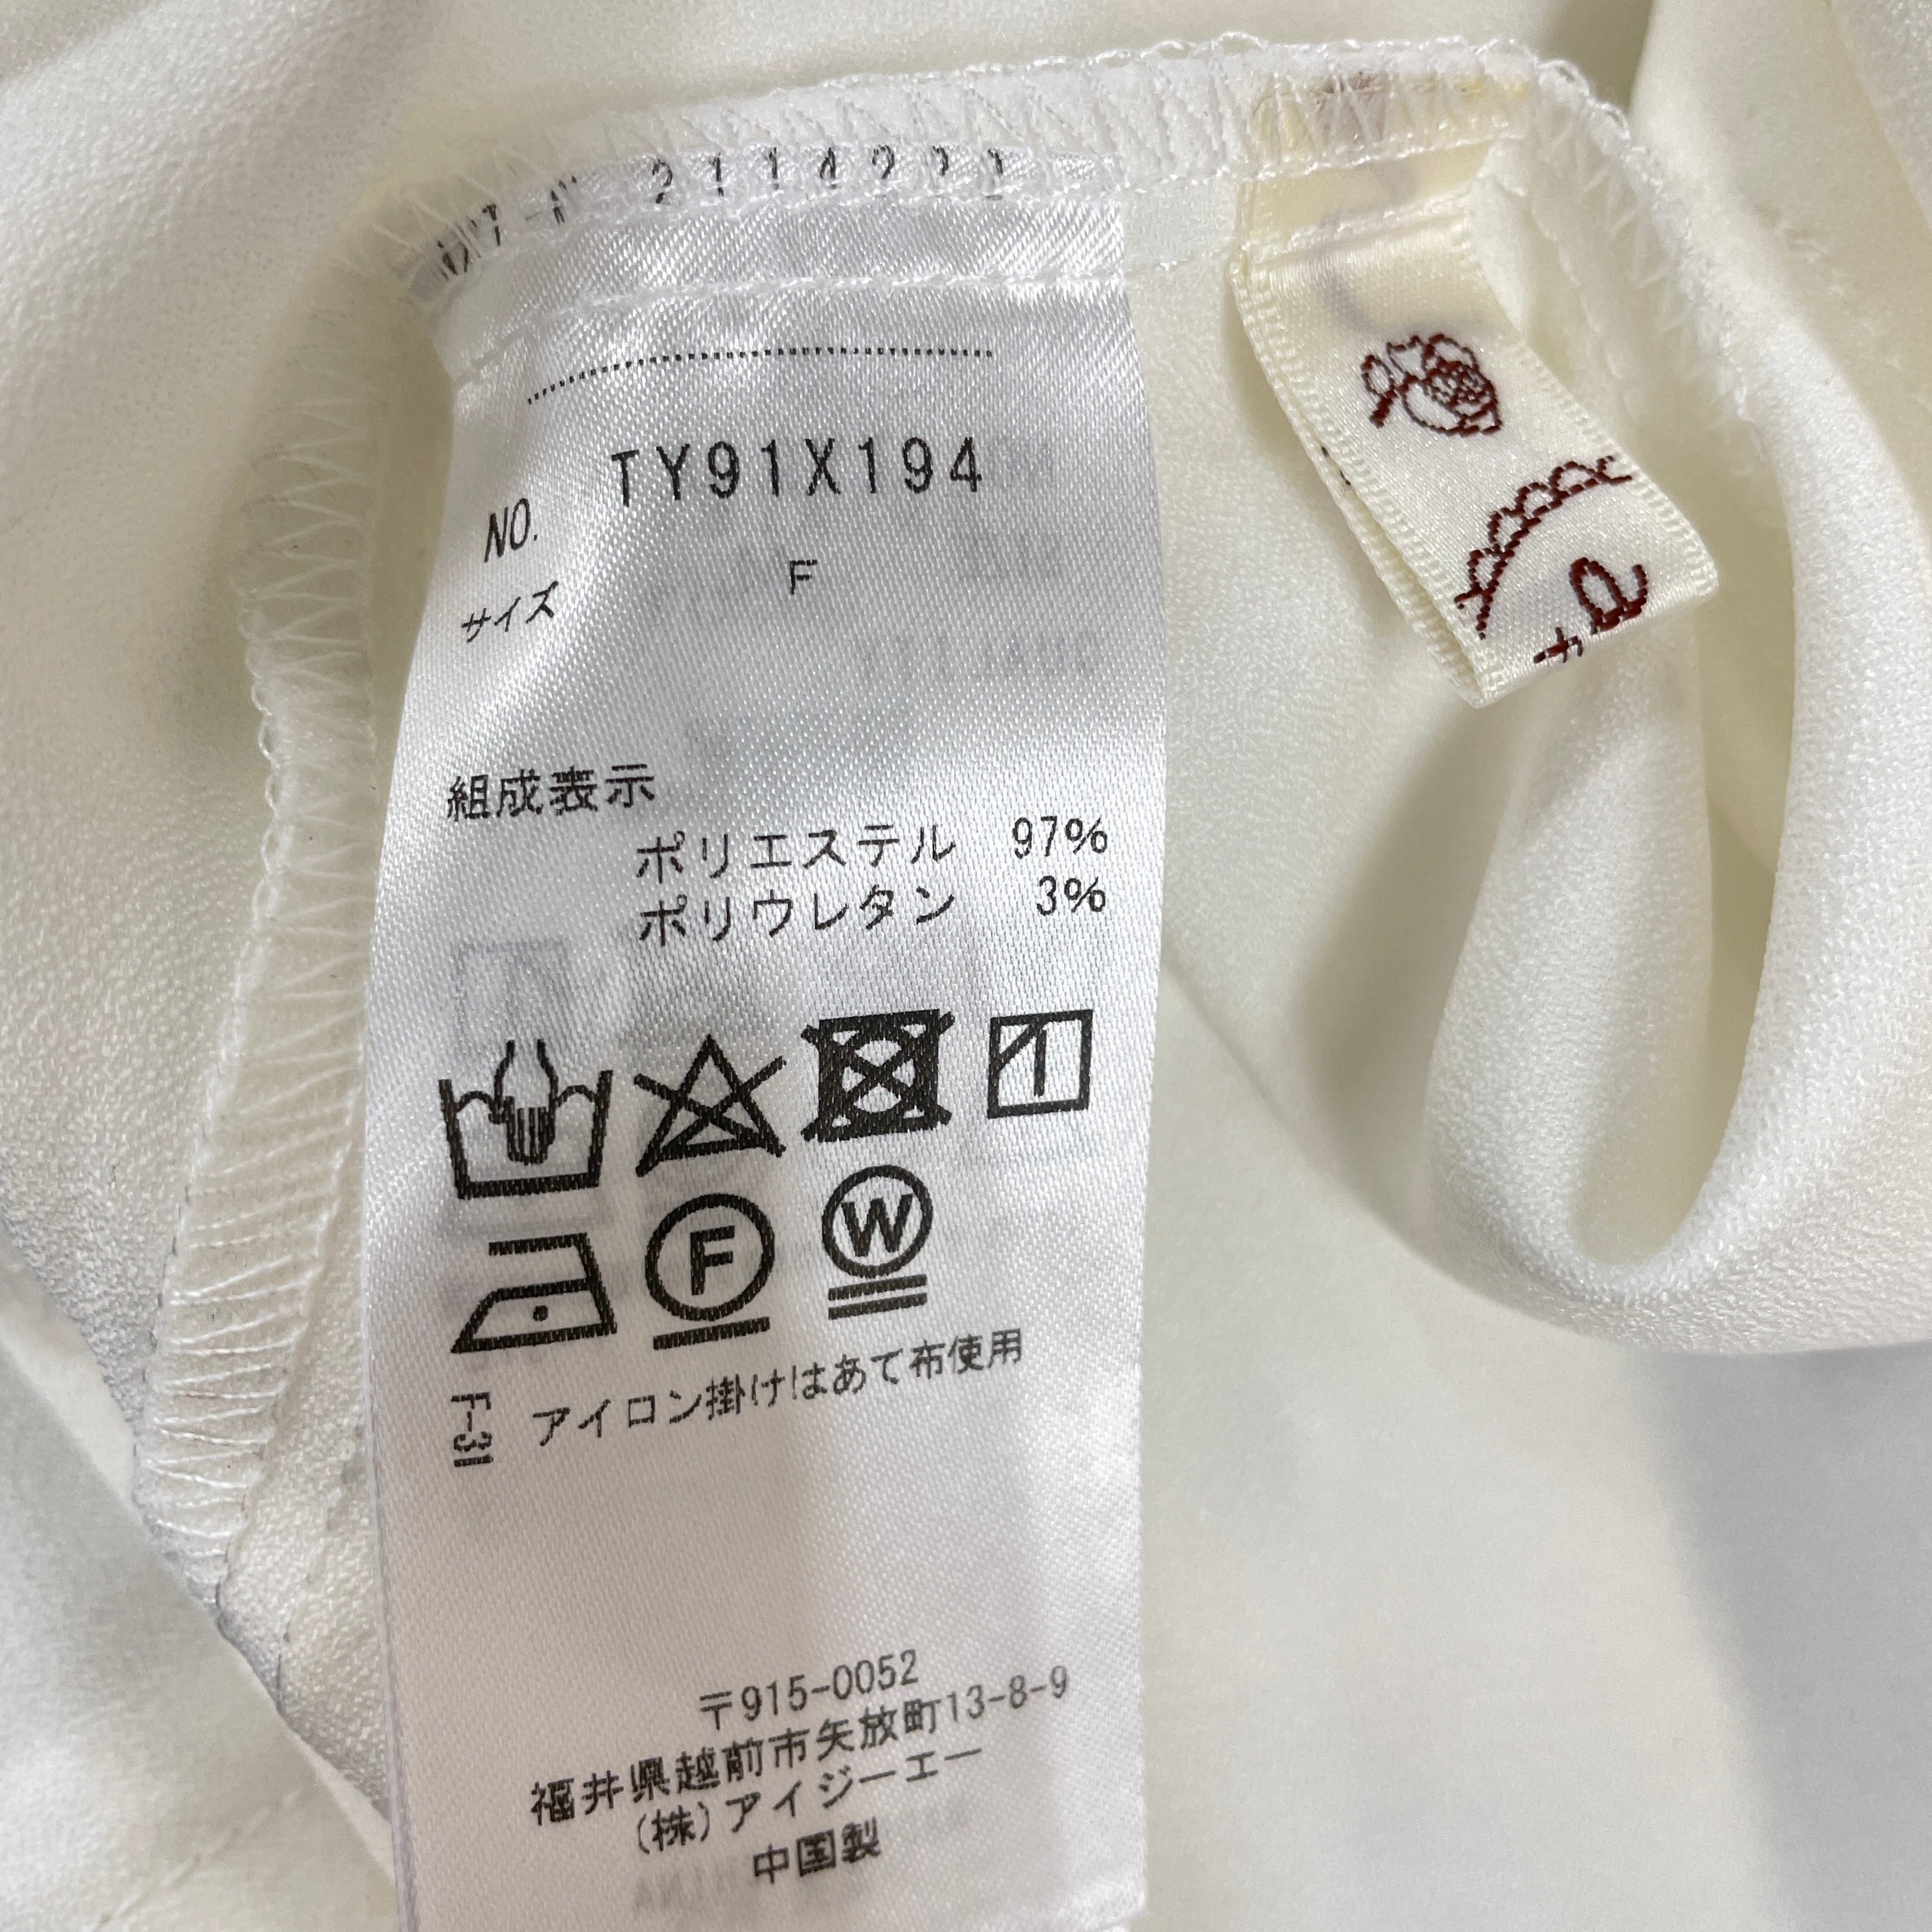 NO. TY91X194
サイズ F
組成表示
ポリエステル 97%
ポリウレタン 3%
F
W
F-31 アイロン掛けはあて布使用
〒915-0052
福井県越前市矢放町13-8-9
(株)アイジーエー
中国製